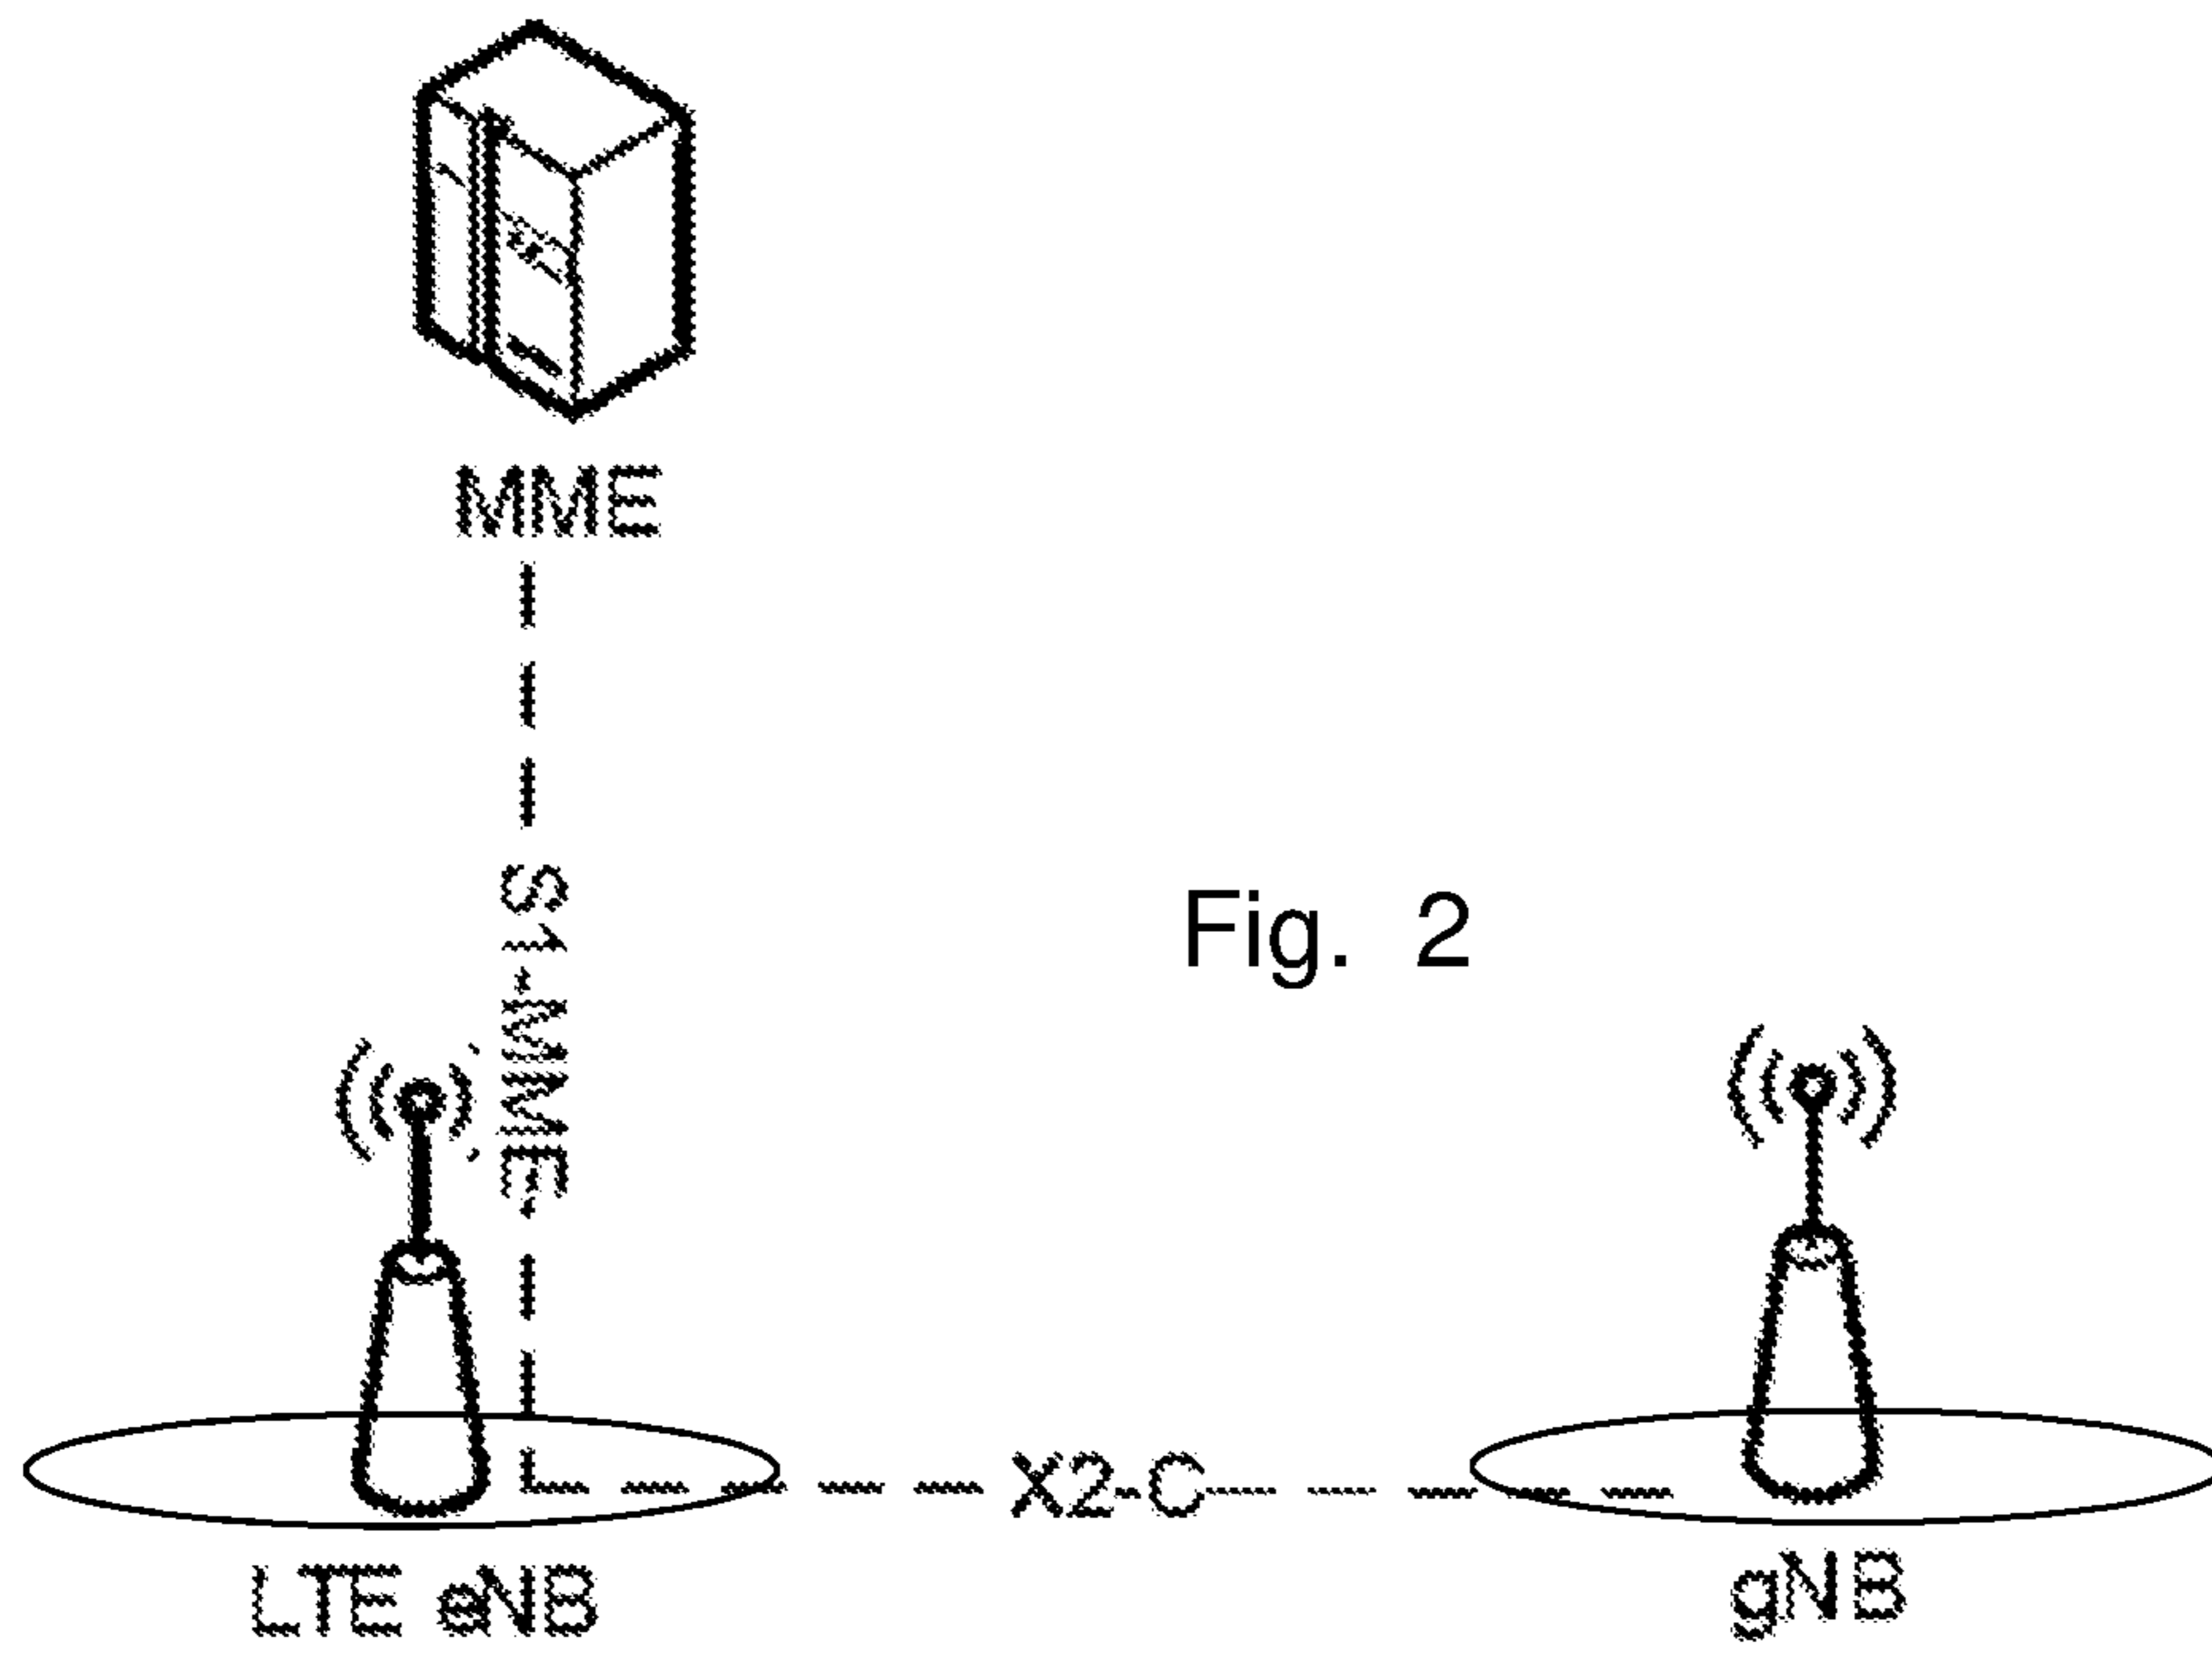 MME
S1-MME
Fig. 2
X2-C
LTE eNB
gNB